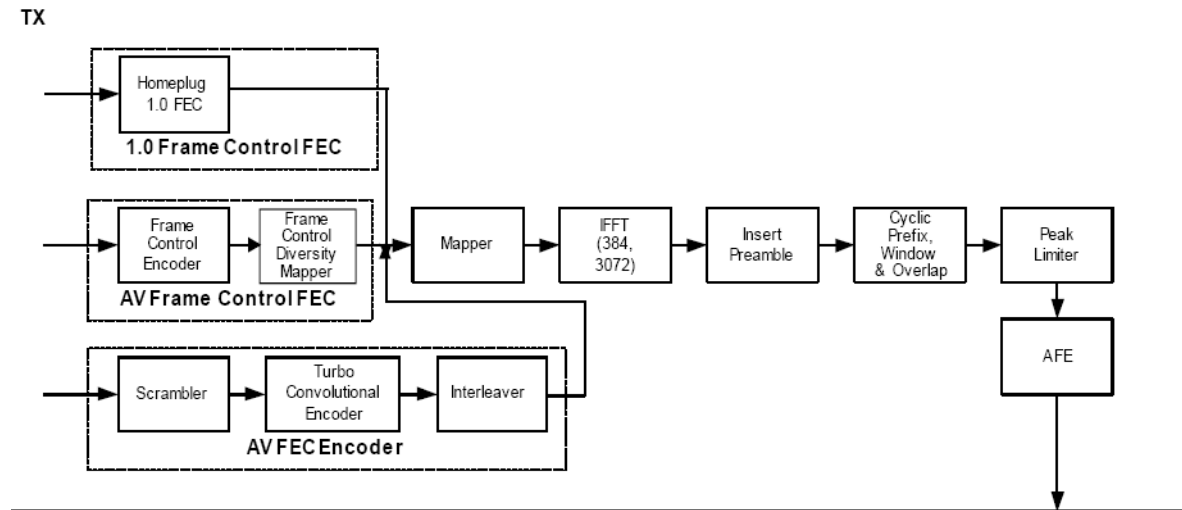 TX
Homeplug
1.0 FEC
1.0 Frame Control FEC
Frame
Control
Encoder
Frame
Control
Diversity
Mapper
AV Frame Control FEC
Scrambler
Turbo
Convolutional
Encoder
Interleaver
AV FEC Encoder
Mapper
IFFT
(384,
3072)
Insert
Preamble
Cyclic
Prefix,
Window
& Overlap
Peak
Limiter
AFE